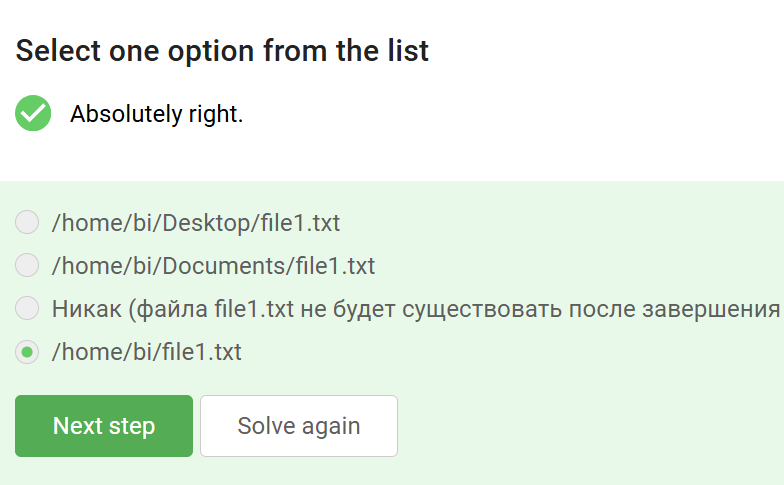 Select one option from the list
Absolutely right.
/home/bi/Desktop/file1.txt
/home/bi/Documents/file1.txt
Никак (файла file1.txt не будет существовать после завершения
/home/bi/file1.txt
Next step
Solve again